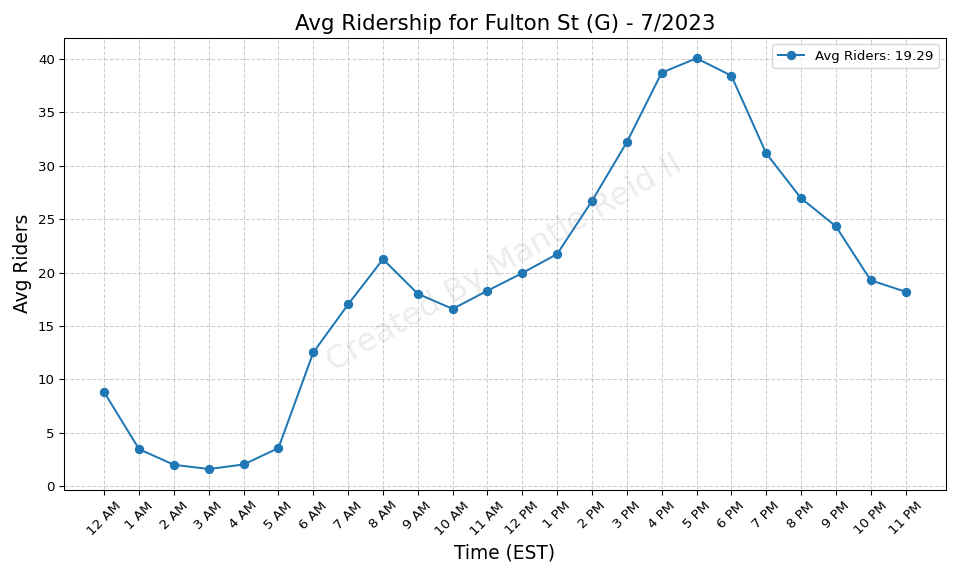 Avg Ridership for Fulton St (G) - 7/2023
Avg Riders: 19.29
Avg Riders
40
35
30
25
20
15
10
5
0
Created By Mantle Reid II
12 AM
1 AM
2 AM
3 AM
4 AM
5 AM
6 AM
7 AM
8 AM
9 AM
10 AM
11 AM
12 PM
1 PM
2 PM
3 PM
4 PM
5 PM
6 PM
7 PM
8 PM
9 PM
10 PM
11 PM
Time (EST)